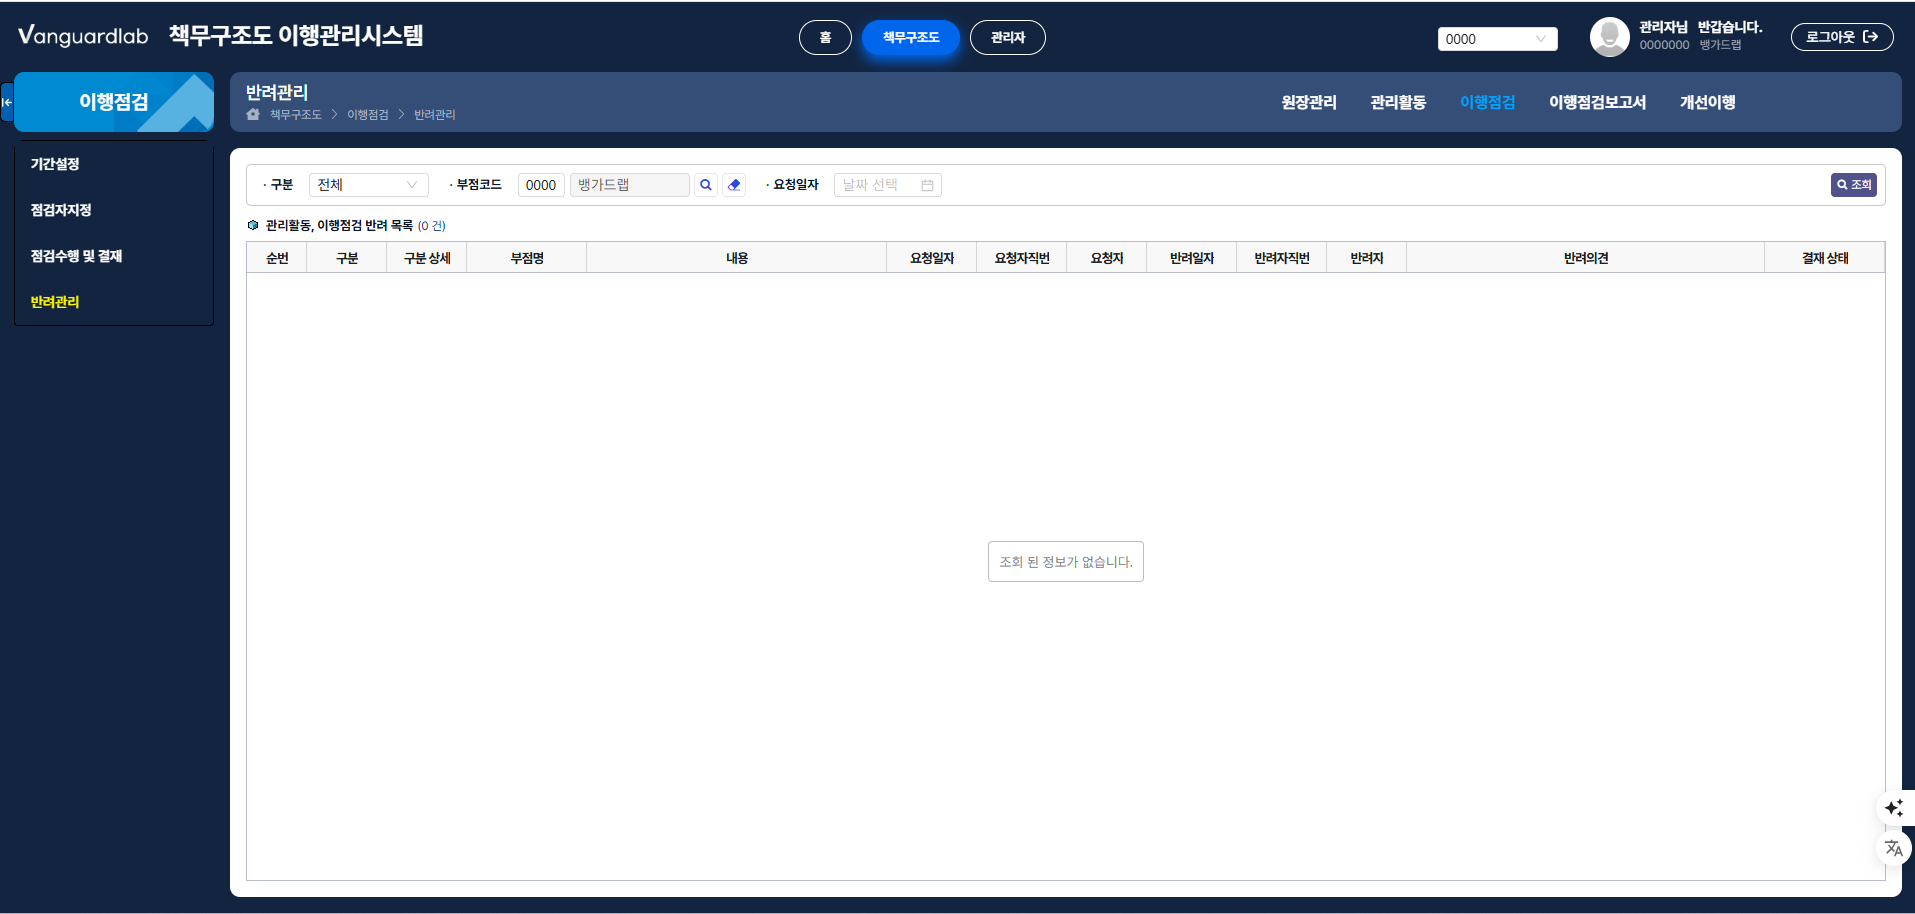 Vanguardlab 책무구조도 이행관리시스템
홈 책무구조도 관리자
0000
관리자님 반갑습니다.
0000000 뱅가드랩
로그아웃
이행점검
반려관리
책무구조도 > 이행점검 > 반려관리
원장관리 관리활동 이행점검 이행점검보고서 개선이행
기간설정
점검자지정
점검수행 및 결재
반려관리
· 구분 전체 · 부점코드 0000 뱅가드랩 · 요청일자 날짜 선택 조회
관리활동, 이행점검 반려 목록 (0 건)
순번 구분 구분 상세 부점명 내용 요청일자 요청자직번 요청자 반려일자 반려자직번 반려자 반려의견 결재 상태
조회 된 정보가 없습니다.